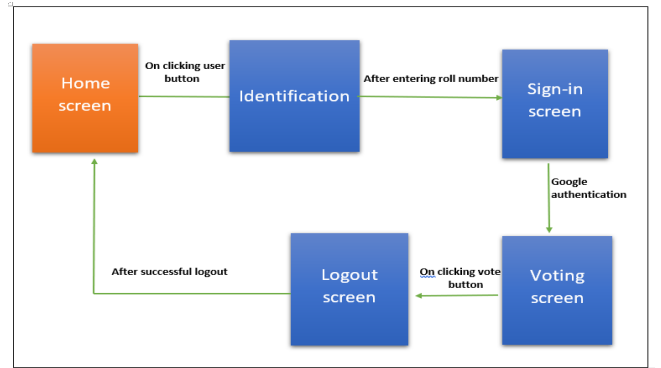 Home
screen
On clicking user
button
Identification
After entering roll number
Sign-in
screen
Google
authentication
Voting
screen
On clicking vote
button
Logout
screen
After successful logout